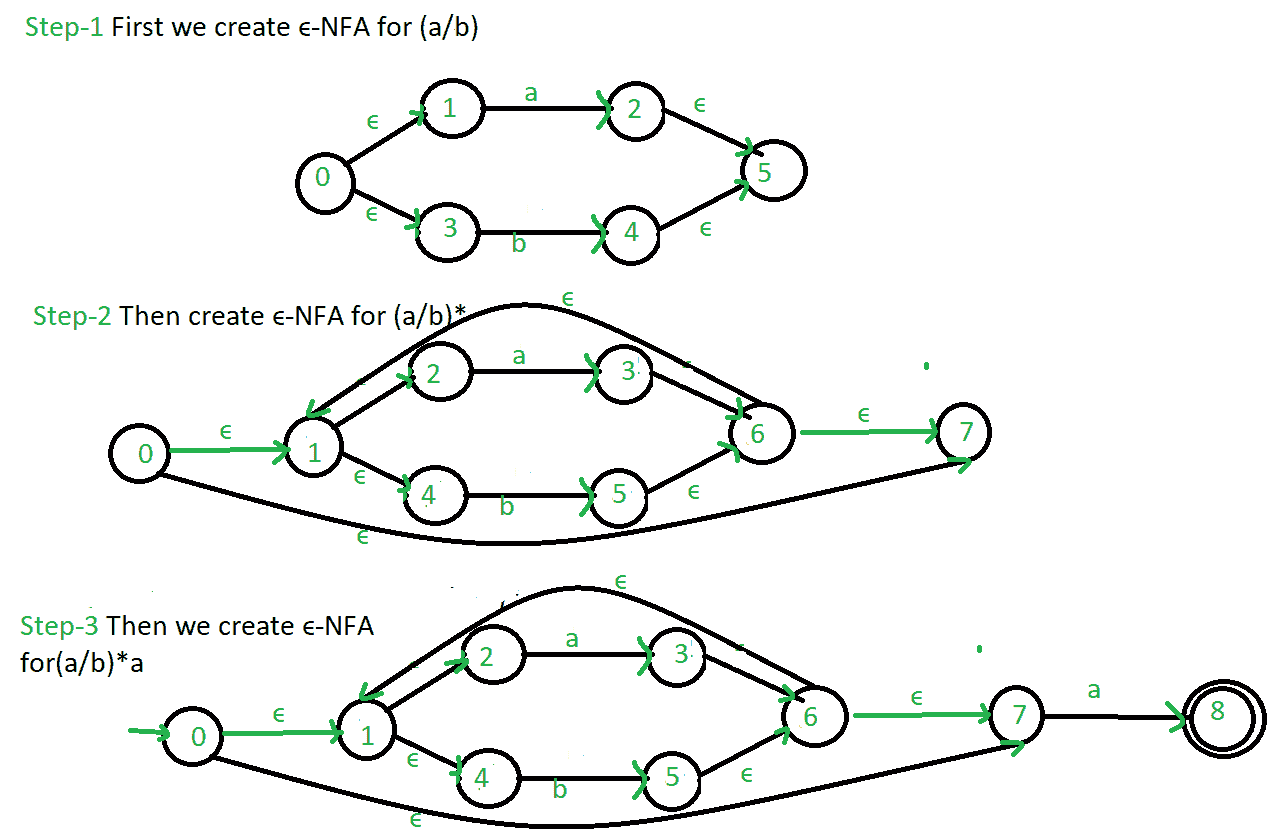 Step-1 First we create ϵ-NFA for (a/b)
1 a 2 ϵ
ϵ
0 5
ϵ 3 b 4 ϵ
Step-2 Then create ϵ-NFA for (a/b)* ϵ
2 a 3
0 ϵ 1 6 ϵ 7
ϵ 4 b 5 ϵ
ϵ
ϵ
Step-3 Then we create ϵ-NFA
for(a/b)*a
2 a 3
0 ϵ 1 6 ϵ 7 a 8
ϵ 4 b 5 ϵ
ϵ